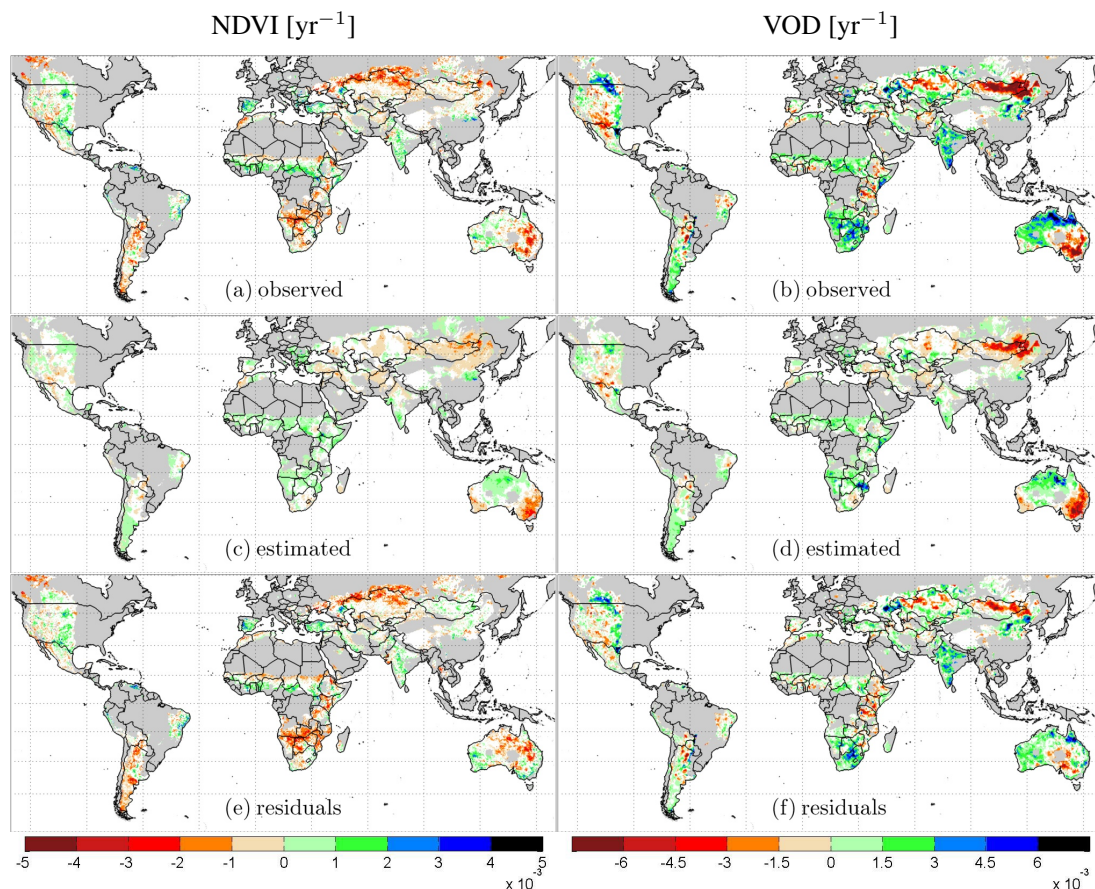 NDVI [yr⁻¹] VOD [yr⁻¹]
(a) observed (b) observed
(c) estimated (d) estimated
(e) residuals (f) residuals
-5 -4 -3 -2 -1 0 1 2 3 4 5 -6 -4.5 -3 -1.5 0 1.5 3 4.5 6
x 10⁻³ x 10⁻³